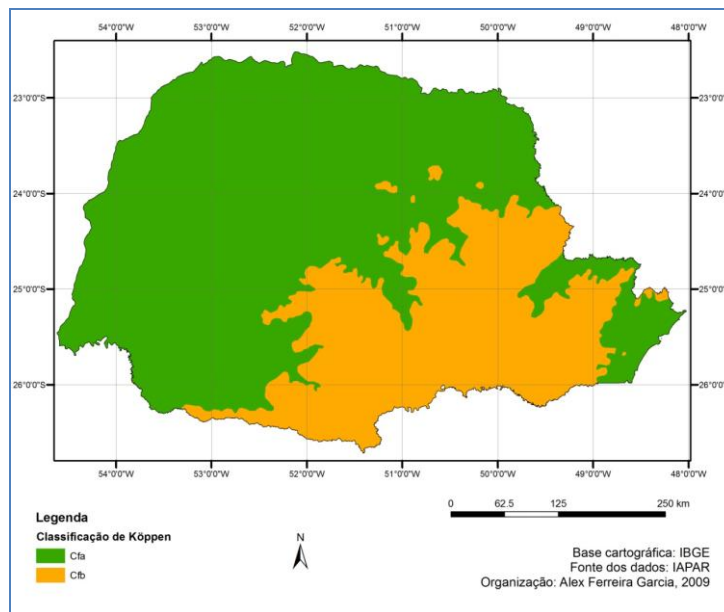 54°0'0"W 53°0'0"W 52°0'0"W 51°0'0"W 50°0'0"W 49°0'0"W 48°0'0"W
23°0'0"S 23°0'0"S
24°0'0"S 24°0'0"S
25°0'0"S 25°0'0"S
26°0'0"S 26°0'0"S
54°0'0"W 53°0'0"W 52°0'0"W 51°0'0"W 50°0'0"W 49°0'0"W 48°0'0"W
0 62.5 125 250 km
Legenda
Classificação de Köppen
Cfa
Cfb
N
Base cartográfica: IBGE
Fonte dos dados: IAPAR
Organização: Alex Ferreira Garcia, 2009